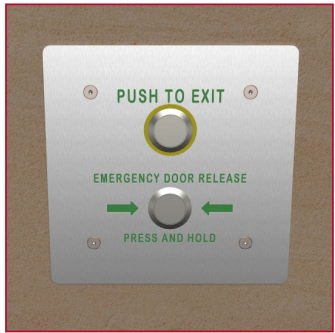 PUSH TO EXIT
EMERGENCY DOOR RELEASE
PRESS AND HOLD